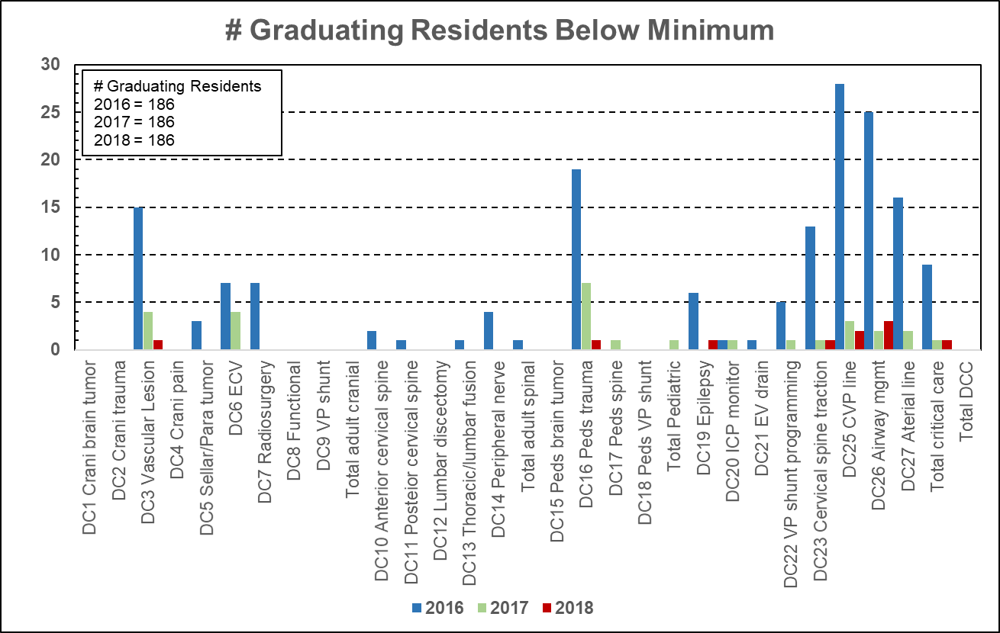 # Graduating Residents Below Minimum
30
25
20
15
10
5
0
# Graduating Residents
2016 = 186
2017 = 186
2018 = 186
DC1 Crani brain tumor
DC2 Crani trauma
DC3 Vascular Lesion
DC4 Crani pain
DC5 Sellar/Para tumor
DC6 ECV
DC7 Radiosurgery
DC8 Functional
DC9 VP shunt
Total adult cranial
DC10 Anterior cervical spine
DC11 Posterior cervical spine
DC12 Lumbar discectomy
DC13 Thoracic/lumbar fusion
DC14 Peripheral nerve
Total adult spinal
DC15 Peds brain tumor
DC16 Peds trauma
DC17 Peds spine
DC18 Peds VP shunt
Total Pediatric
DC19 Epilepsy
DC20 ICP monitor
DC21 EV drain
DC22 VP shunt programming
DC23 Cervical spine traction
DC25 CVP line
DC26 Airway mgmt
DC27 Aterial line
Total critical care
Total DCC
2016 2017 2018